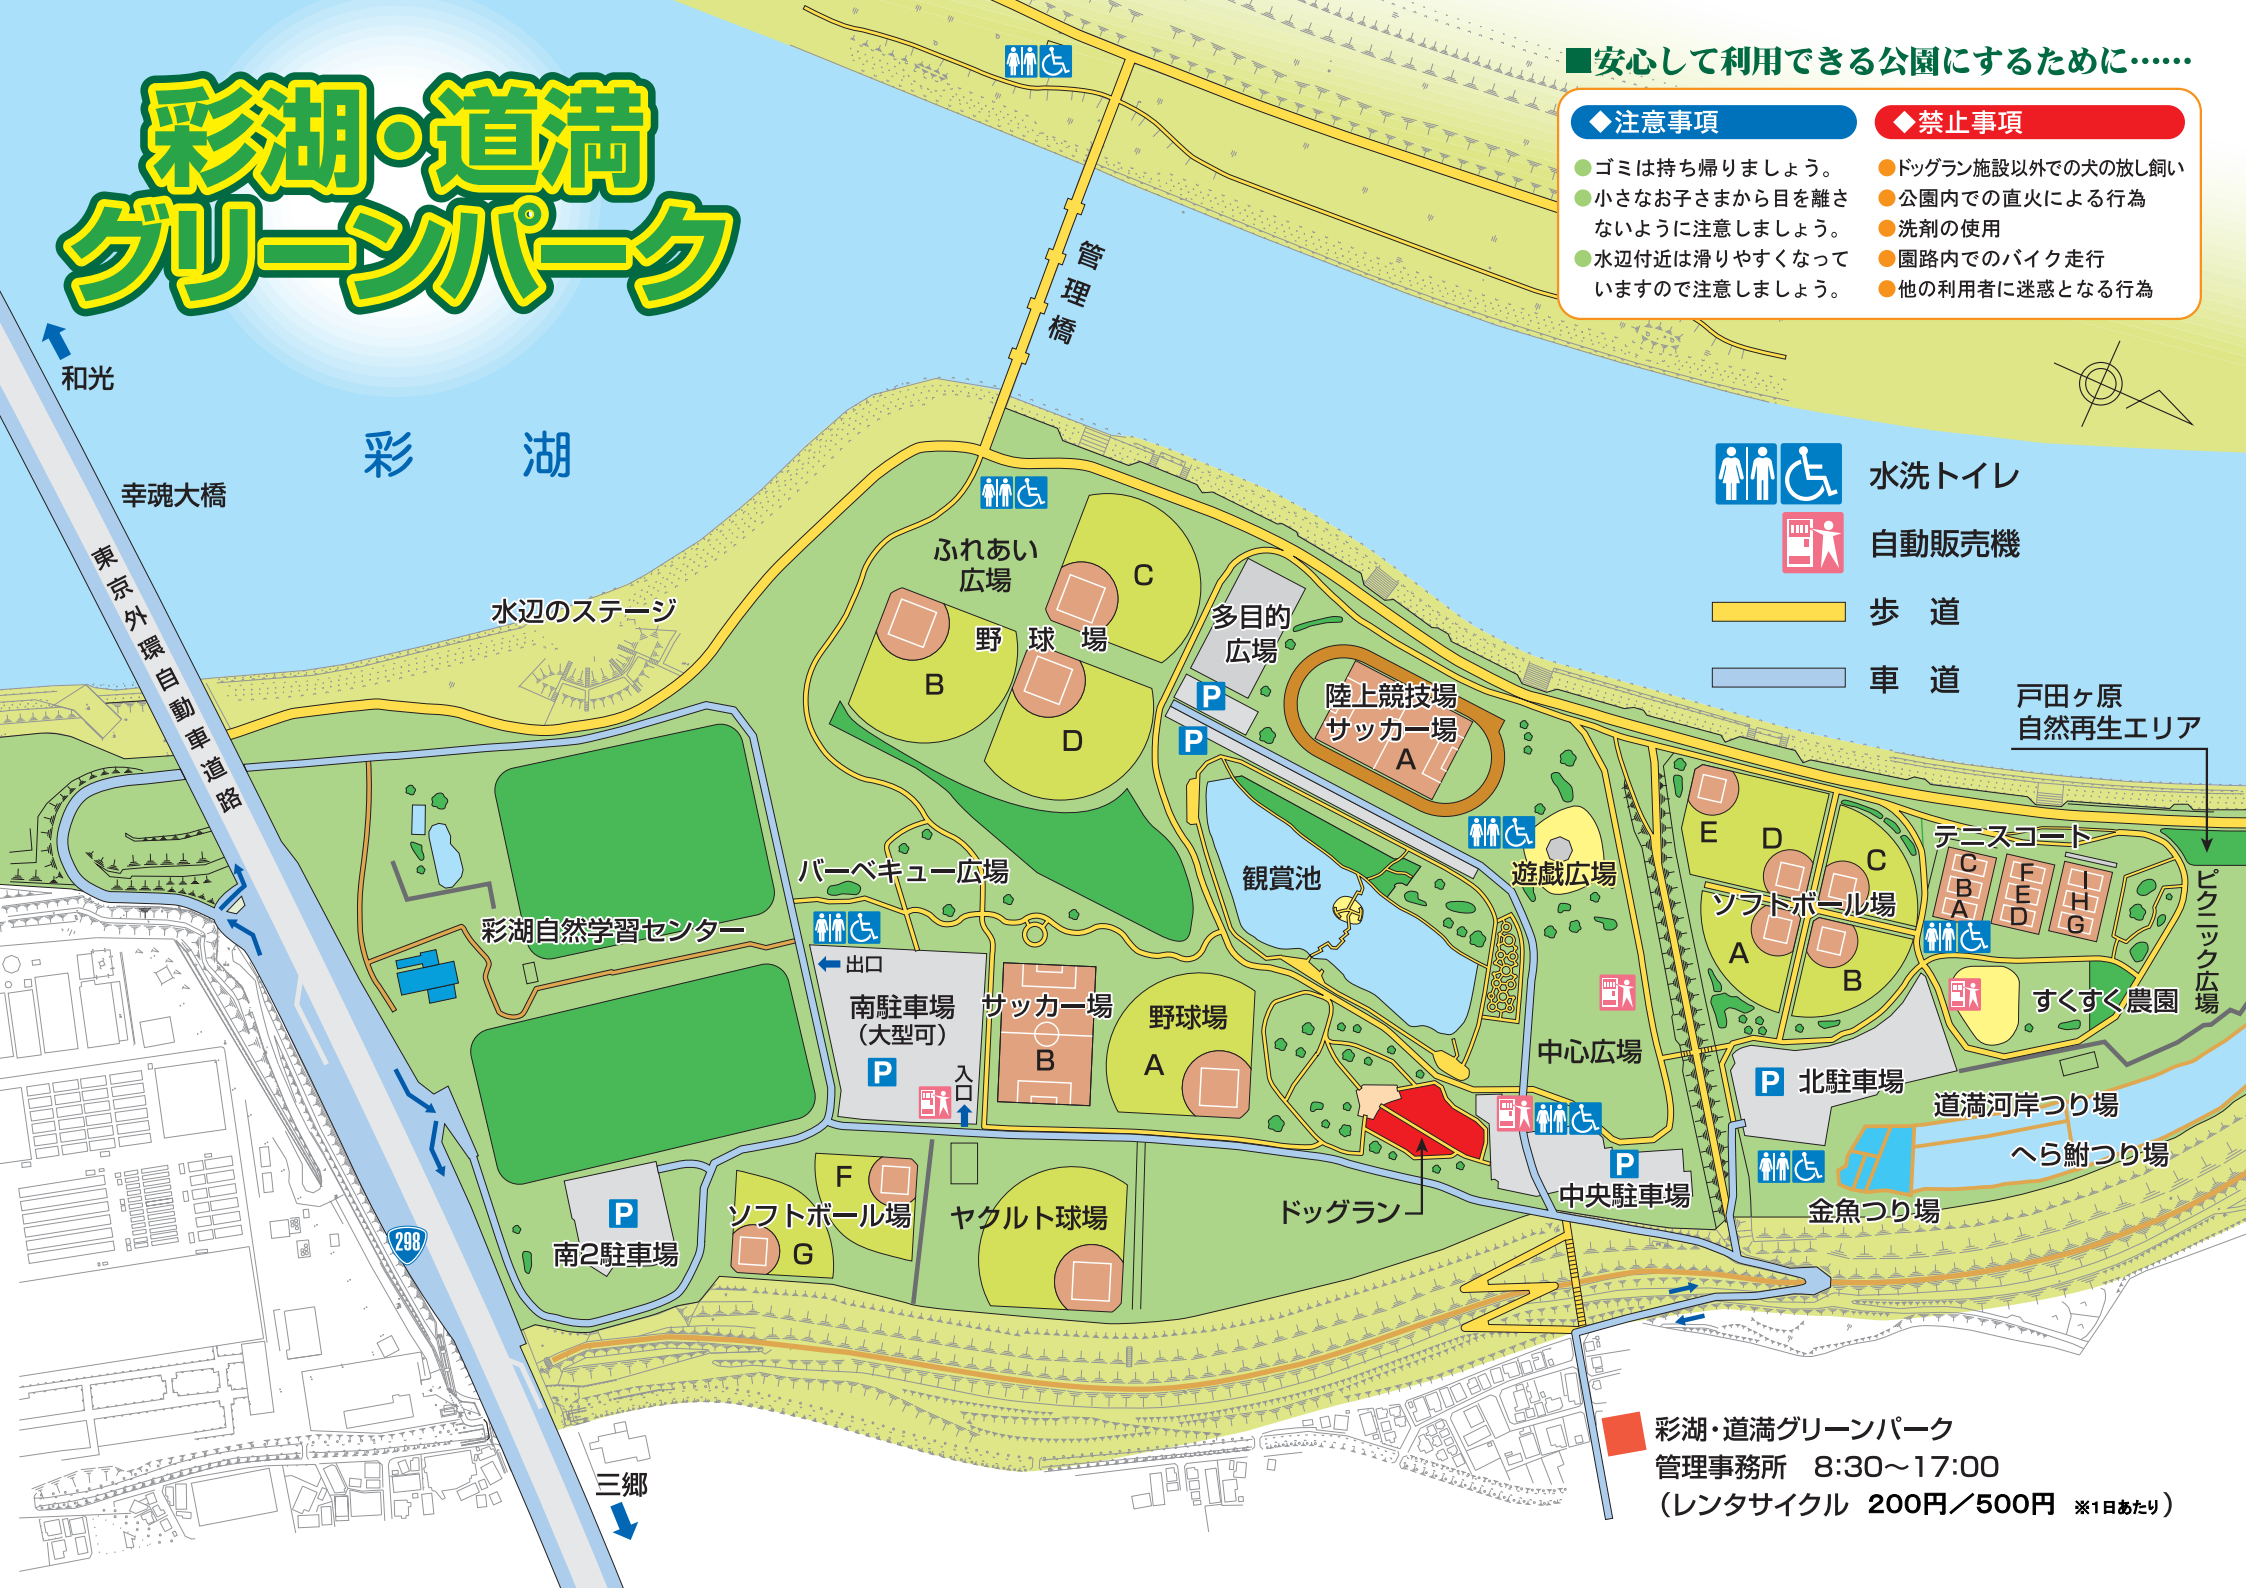 彩湖・道満
グリーンパーク
■安心して利用できる公園にするために……
◆注意事項
●ゴミは持ち帰りましょう。
●小さなお子さまから目を離さ
ないように注意しましょう。
●水辺付近は滑りやすくなって
いますので注意しましょう。
◆禁止事項
●ドッグラン施設以外での犬の放し飼い
●公園内での直火による行為
●洗剤の使用
●園路内でのバイク走行
●他の利用者に迷惑となる行為
水洗トイレ
自動販売機
歩 道
車 道
管理橋
和光
彩 湖
幸魂大橋
東京外環自動車道路
水辺のステージ
ふれあい
広場
野球場
C
B
D
多目的
広場
P
P
陸上競技場
サッカー場
A
戸田ヶ原
自然再生エリア
観賞池
遊戯広場
バーベキュー広場
彩湖自然学習センター
E
D
C
ソフトボール場
A
B
テニスコート
C
B
A
F
E
D
I
H
G
ピクニック広場
すくすく農園
出口
南駐車場
(大型可)
P
入口
サッカー場
B
野球場
A
中心広場
P 北駐車場
道満河岸つり場
へら鮒つり場
金魚つり場
P
中央駐車場
ドッグラン
P
南2駐車場
F
ソフトボール場
G
ヤクルト球場
298
三郷
彩湖・道満グリーンパーク
管理事務所 8:30〜17:00
(レンタサイクル 200円／500円 ※1日あたり)